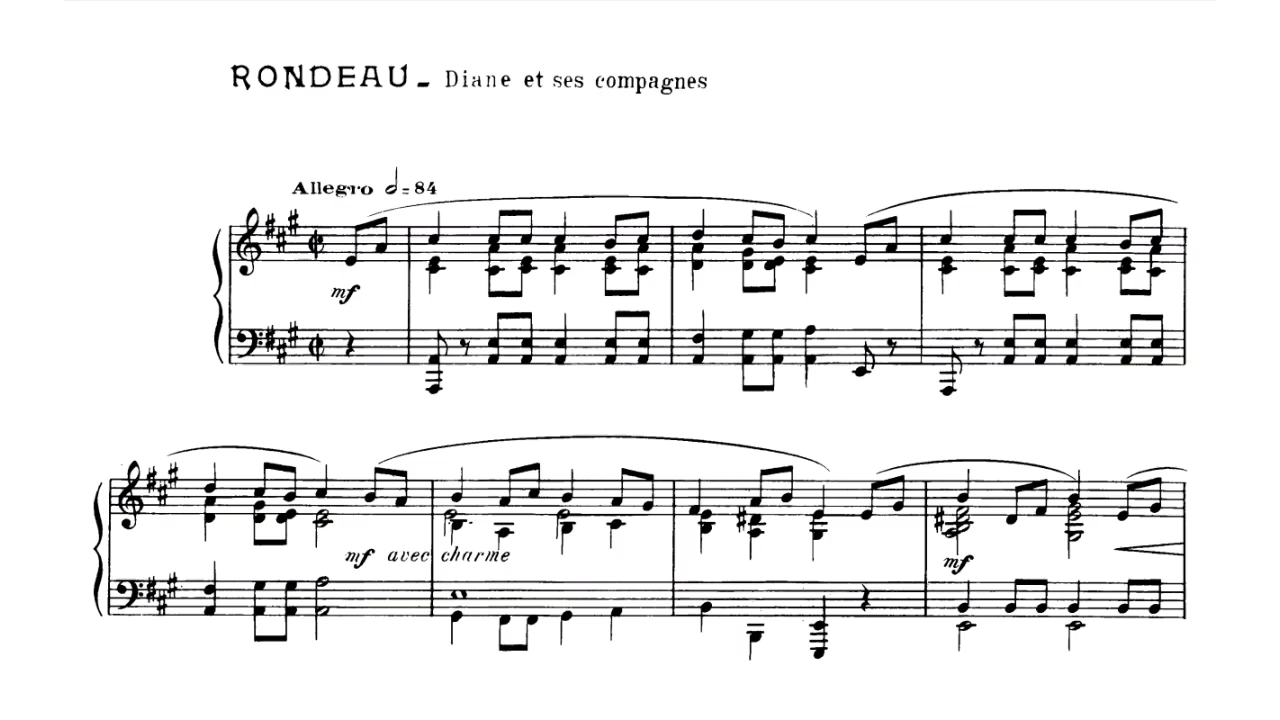 RONDEAU - Diane et ses compagnes
Allegro 𝅗𝅥 = 84
mf
mf avec charme
mf